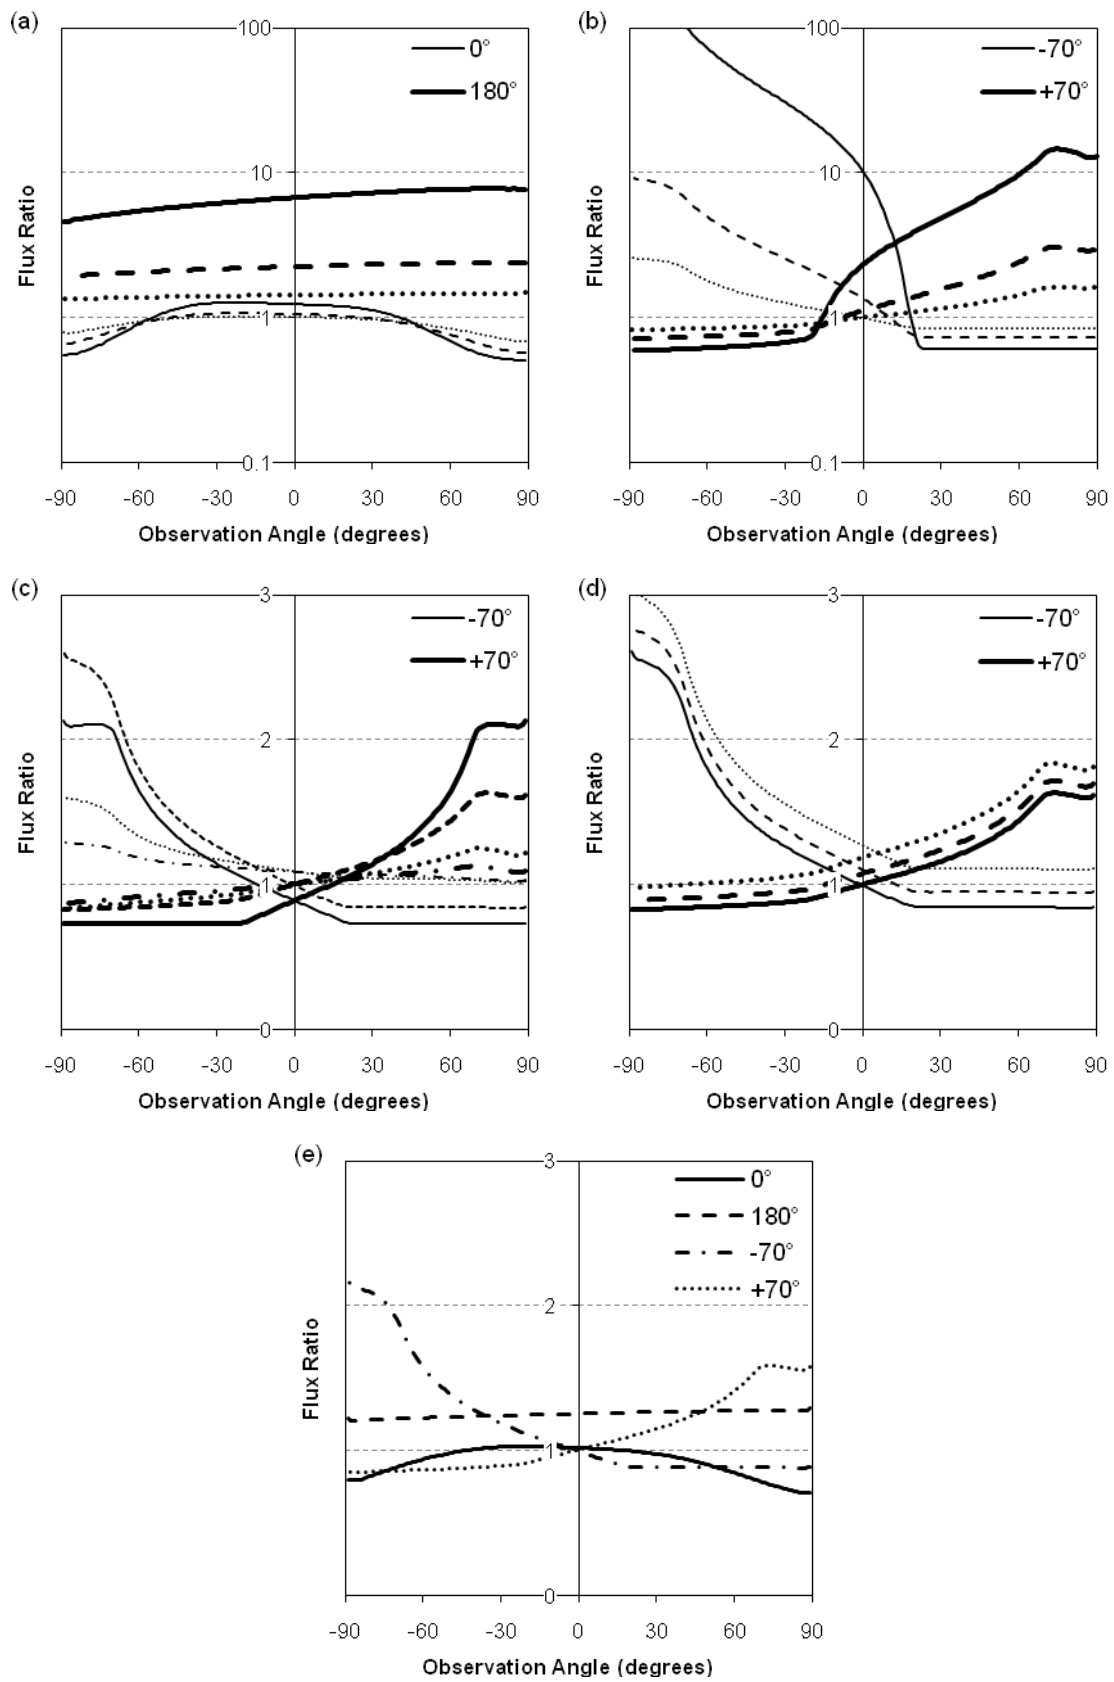 (a)
100
10
1
0.1
0°
180°
Flux Ratio
-90 -60 -30 0 30 60 90
Observation Angle (degrees)
(b)
100
10
1
0.1
-70°
+70°
Flux Ratio
-90 -60 -30 0 30 60 90
Observation Angle (degrees)
(c)
3
2
1
0
-70°
+70°
Flux Ratio
-90 -60 -30 0 30 60 90
Observation Angle (degrees)
(d)
3
2
1
0
-70°
+70°
Flux Ratio
-90 -60 -30 0 30 60 90
Observation Angle (degrees)
(e)
3
2
1
0
0°
180°
-70°
+70°
Flux Ratio
-90 -60 -30 0 30 60 90
Observation Angle (degrees)